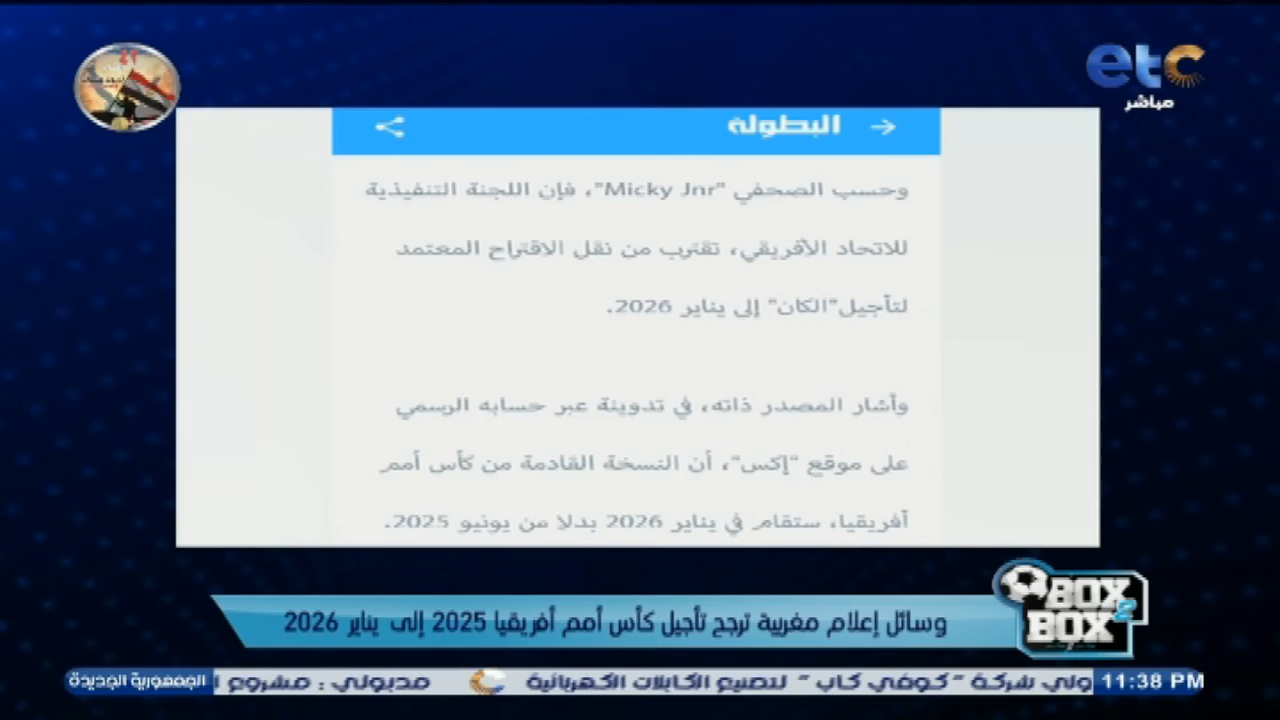 etc
مباشر
البطولة
وحسب الصحفي "Micky Jnr"، فإن اللجنة التنفيذية
للاتحاد الأفريقي، تقترب من نقل الاقتراح المعتمد
لتأجيل"الكان" إلى يناير 2026.
وأشار المصدر ذاته، في تدوينة عبر حسابه الرسمي
على موقع "إكس"، أن النسخة القادمة من كأس أمم
أفريقيا، ستقام في يناير 2026 بدلا من يونيو 2025.
BOX 2 BOX
وسائل إعلام مغربية ترجح تأجيل كأس أمم أفريقيا 2025 إلى يناير 2026
11:38 PM
ولي شركة "كوفي كاب" لتصنيع الكابلات الكهربائية
مدبولي : مشروع ا
الجمهورية الجديدة